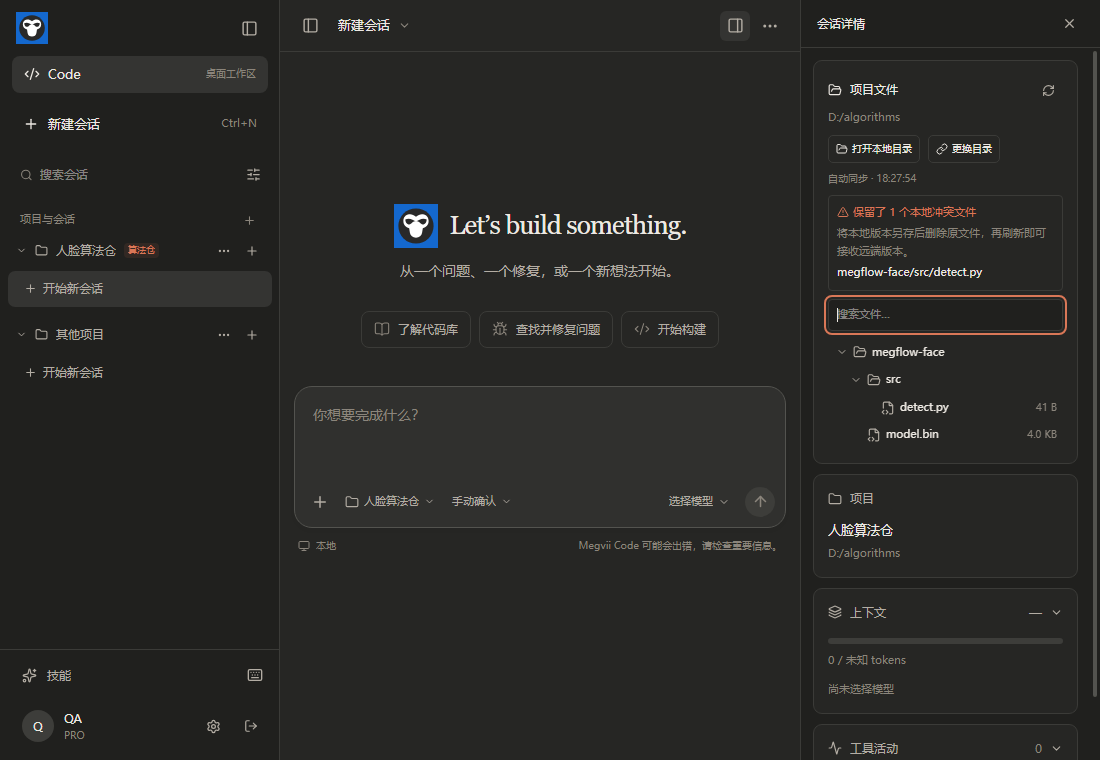 Code 桌面工作区
新建会话 Ctrl+N
搜索会话
项目与会话
人脸算法仓 算法仓
开始新会话
其他项目
开始新会话
技能
Q
QA
PRO
新建会话
Let's build something.
从一个问题、一个修复，或一个新想法开始。
了解代码库 查找并修复问题 开始构建
你想要完成什么？
人脸算法仓 手动确认 选择模型
本地 Megvii Code 可能会出错，请检查重要信息。
会话详情
项目文件
D:/algorithms
打开本地目录 更换目录
自动同步 · 18:27:54
保留了 1 个本地冲突文件
将本地版本另存后删除原文件，再刷新即可
接收远端版本。
megflow-face/src/detect.py
搜索文件...
megflow-face
src
detect.py 41 B
model.bin 4.0 KB
项目
人脸算法仓
D:/algorithms
上下文 —
0 / 未知 tokens
尚未选择模型
工具活动 0